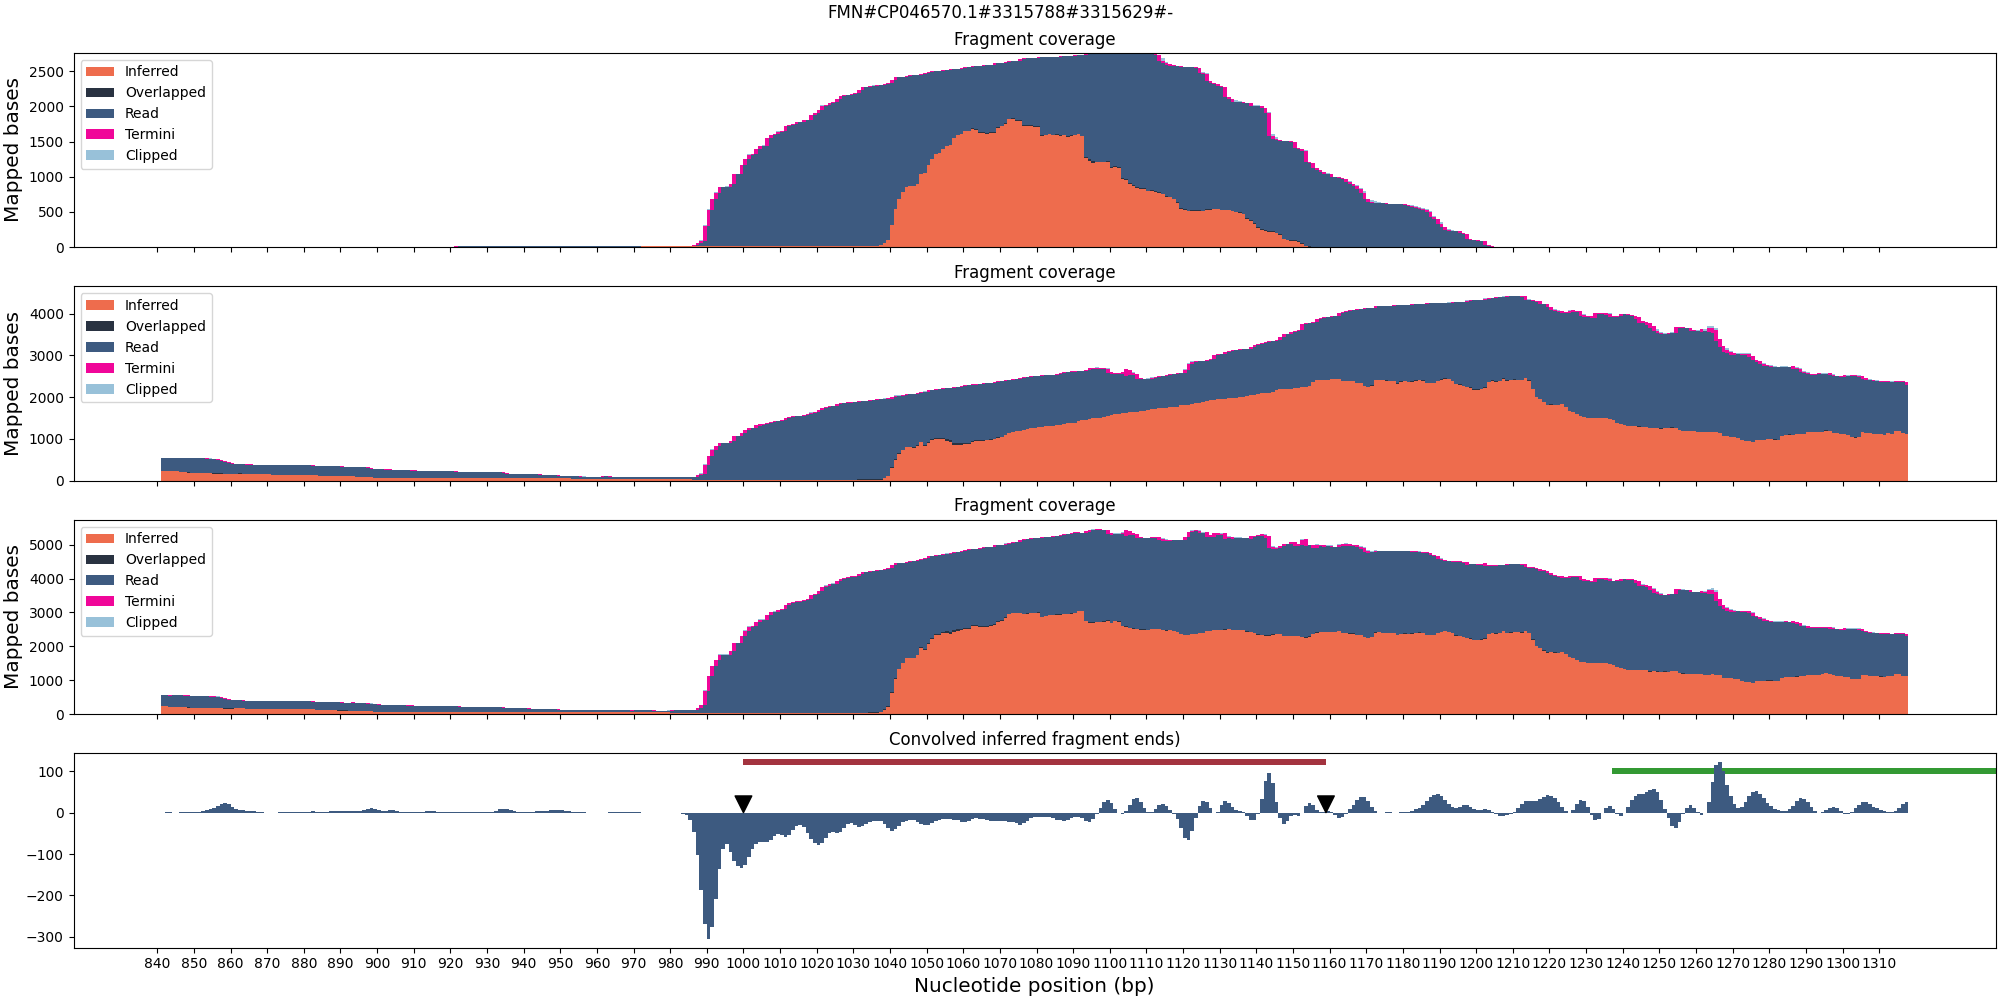 FMN#CP046570.1#3315788#3315629#-
Fragment coverage
Mapped bases
2500
2000
1500
1000
500
0
Inferred
Overlapped
Read
Termini
Clipped
Fragment coverage
Mapped bases
4000
3000
2000
1000
0
Inferred
Overlapped
Read
Termini
Clipped
Fragment coverage
Mapped bases
5000
4000
3000
2000
1000
0
Inferred
Overlapped
Read
Termini
Clipped
Convolved inferred fragment ends)
100
0
−100
−200
−300
840 850 860 870 880 890 900 910 920 930 940 950 960 970 980 990 1000 1010 1020 1030 1040 1050 1060 1070 1080 1090 1100 1110 1120 1130 1140 1150 1160 1170 1180 1190 1200 1210 1220 1230 1240 1250 1260 1270 1280 1290 1300 1310
Nucleotide position (bp)